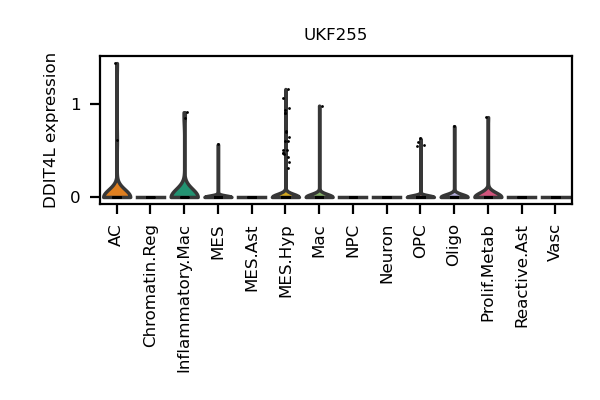 UKF255
DDIT4L expression
1
0
AC
Chromatin.Reg
Inflammatory.Mac
MES
MES.Ast
MES.Hyp
Mac
NPC
Neuron
OPC
Oligo
Prolif.Metab
Reactive.Ast
Vasc